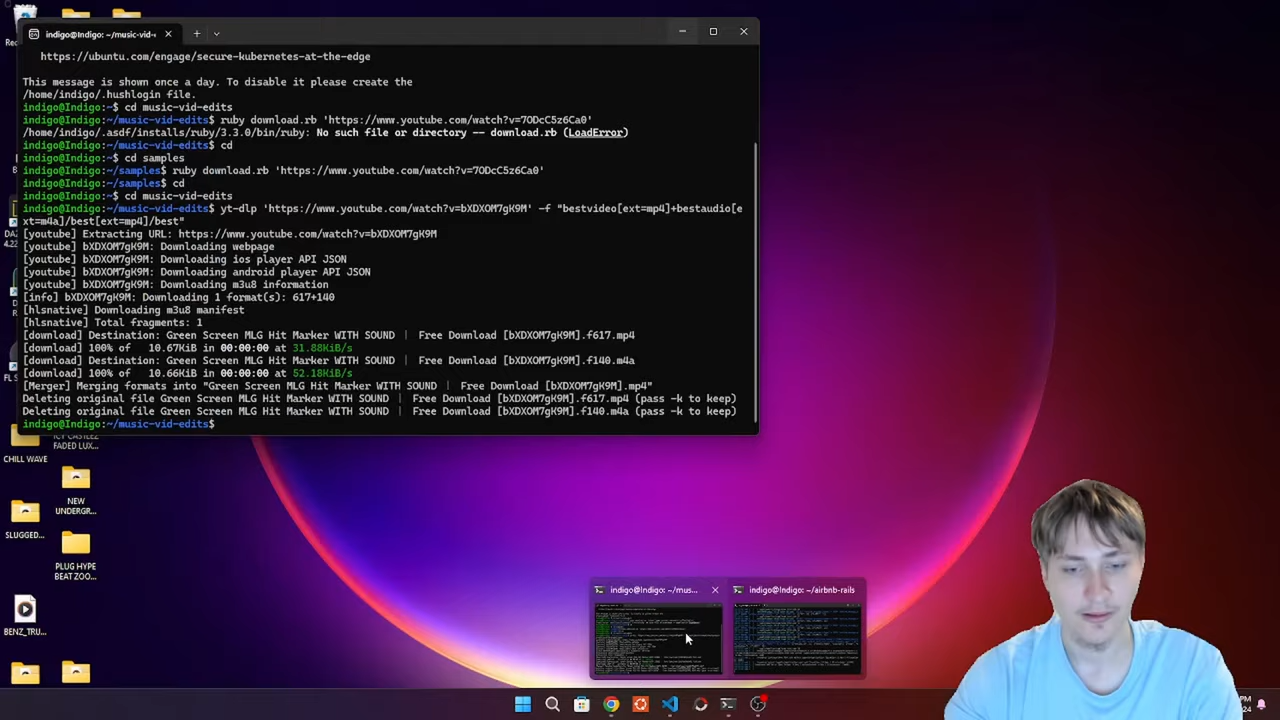 indigo@Indigo: ~/music-vid-
https://ubuntu.com/engage/secure-kubernetes-at-the-edge
This message is shown once a day. To disable it please create the
/home/indigo/.hushlogin file.
indigo@Indigo:~$ cd music-vid-edits
indigo@Indigo:~/music-vid-edits$ ruby download.rb 'https://www.youtube.com/watch?v=7ODcC5z6Ca0'
/home/indigo/.asdf/installs/ruby/3.3.0/bin/ruby: No such file or directory -- download.rb (LoadError)
indigo@Indigo:~/music-vid-edits$ cd
indigo@Indigo:~$ cd samples
indigo@Indigo:~/samples$ ruby download.rb 'https://www.youtube.com/watch?v=7ODcC5z6Ca0'
indigo@Indigo:~/samples$ cd
indigo@Indigo:~$ cd music-vid-edits
indigo@Indigo:~/music-vid-edits$ yt-dlp 'https://www.youtube.com/watch?v=bXDXOM7gK9M' -f "bestvideo[ext=mp4]+bestaudio[e
xt=m4a]/best[ext=mp4]/best"
[youtube] Extracting URL: https://www.youtube.com/watch?v=bXDXOM7gK9M
[youtube] bXDXOM7gK9M: Downloading webpage
[youtube] bXDXOM7gK9M: Downloading ios player API JSON
[youtube] bXDXOM7gK9M: Downloading android player API JSON
[youtube] bXDXOM7gK9M: Downloading m3u8 information
[info] bXDXOM7gK9M: Downloading 1 format(s): 617+140
[hlsnative] Downloading m3u8 manifest
[hlsnative] Total fragments: 1
[download] Destination: Green Screen MLG Hit Marker WITH SOUND ｜ Free Download [bXDXOM7gK9M].f617.mp4
[download] 100% of 10.67KiB in 00:00:00 at 31.88KiB/s
[download] Destination: Green Screen MLG Hit Marker WITH SOUND ｜ Free Download [bXDXOM7gK9M].f140.m4a
[download] 100% of 10.66KiB in 00:00:00 at 52.18KiB/s
[Merger] Merging formats into "Green Screen MLG Hit Marker WITH SOUND ｜ Free Download [bXDXOM7gK9M].mp4"
Deleting original file Green Screen MLG Hit Marker WITH SOUND ｜ Free Download [bXDXOM7gK9M].f617.mp4 (pass -k to keep)
Deleting original file Green Screen MLG Hit Marker WITH SOUND ｜ Free Download [bXDXOM7gK9M].f140.m4a (pass -k to keep)
indigo@Indigo:~/music-vid-edits$
FADED LUX...
CHILL WAVE
NEW
UNDERGR...
SLUGGED...
PLUG HYPE
BEAT ZOO...
BENZ_TRU...
indigo@Indigo: ~/mus...
indigo@Indigo: ~/airbnb-rails